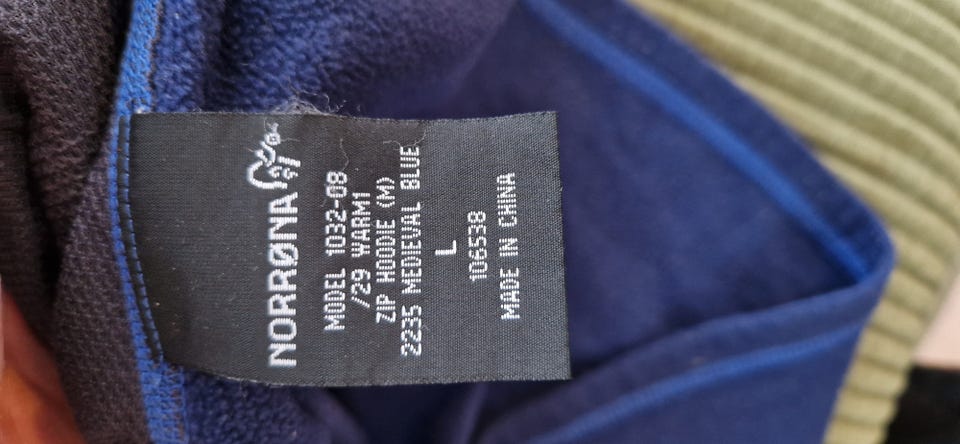 NORRØNA
MODEL 1032-08
/29 WARM1
ZIP HOODIE (M)
2235 MEDIEVAL BLUE
L
106538
MADE IN CHINA